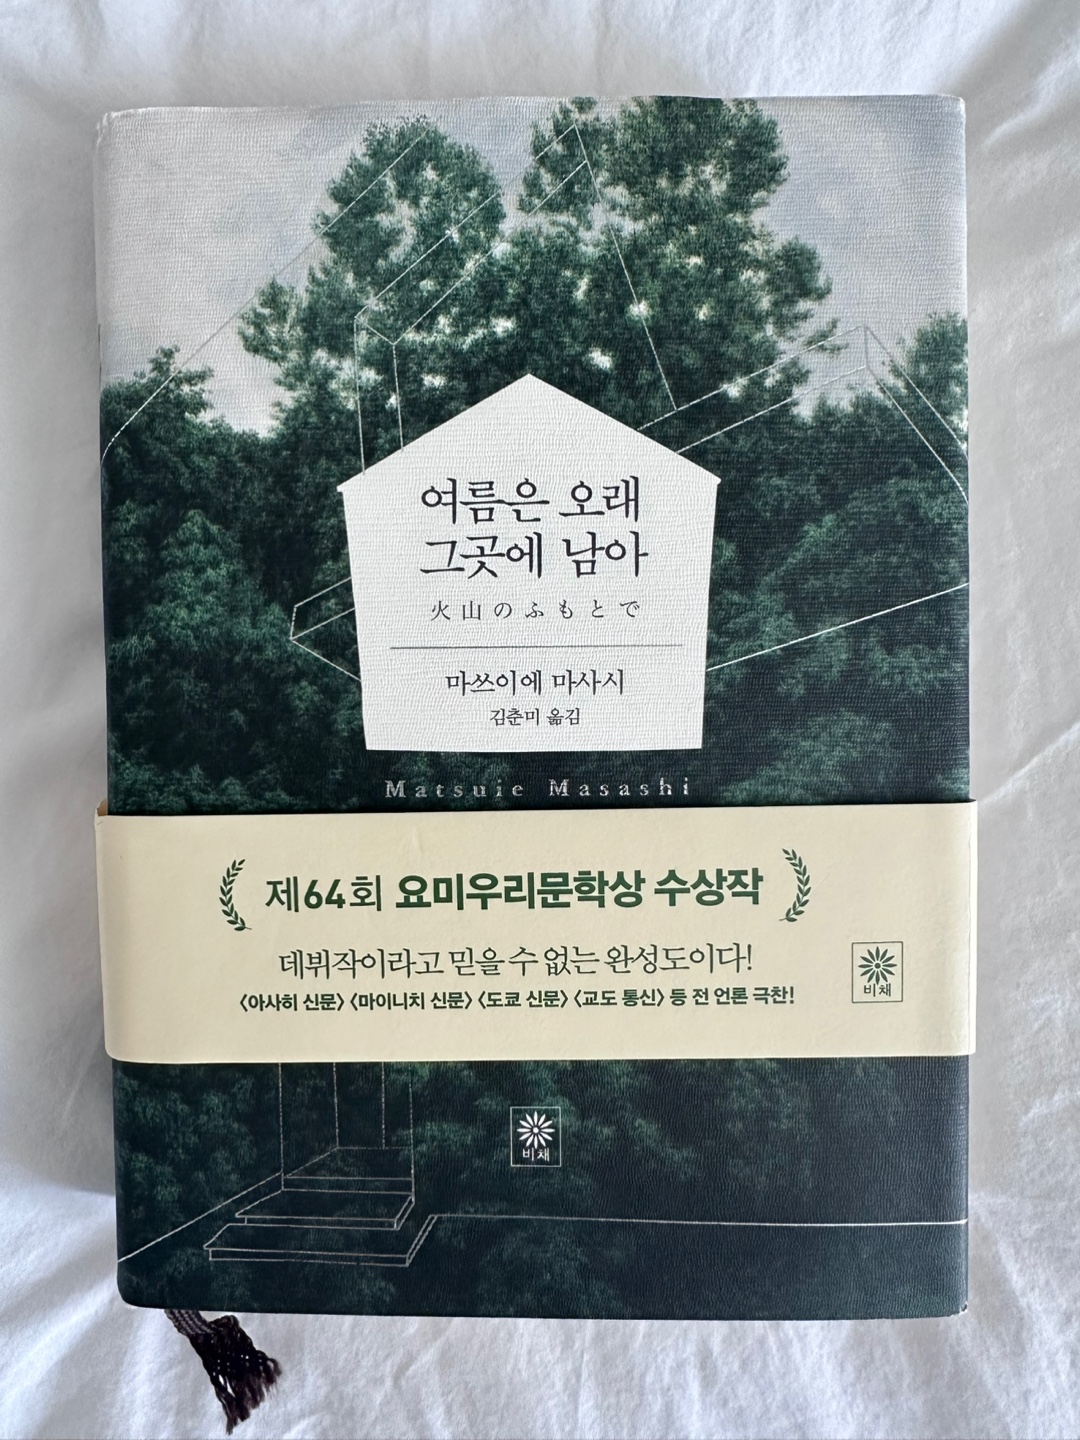 여름은 오래
그곳에 남아
火山のふもとで
마쓰이에 마사시
김춘미 옮김
Matsuie Masashi
제64회 요미우리문학상 수상작
데뷔작이라고 믿을 수 없는 완성도이다!
〈아사히 신문〉 〈마이니치 신문〉 〈도쿄 신문〉 〈교도 통신〉 등 전 언론 극찬!
비채
비채